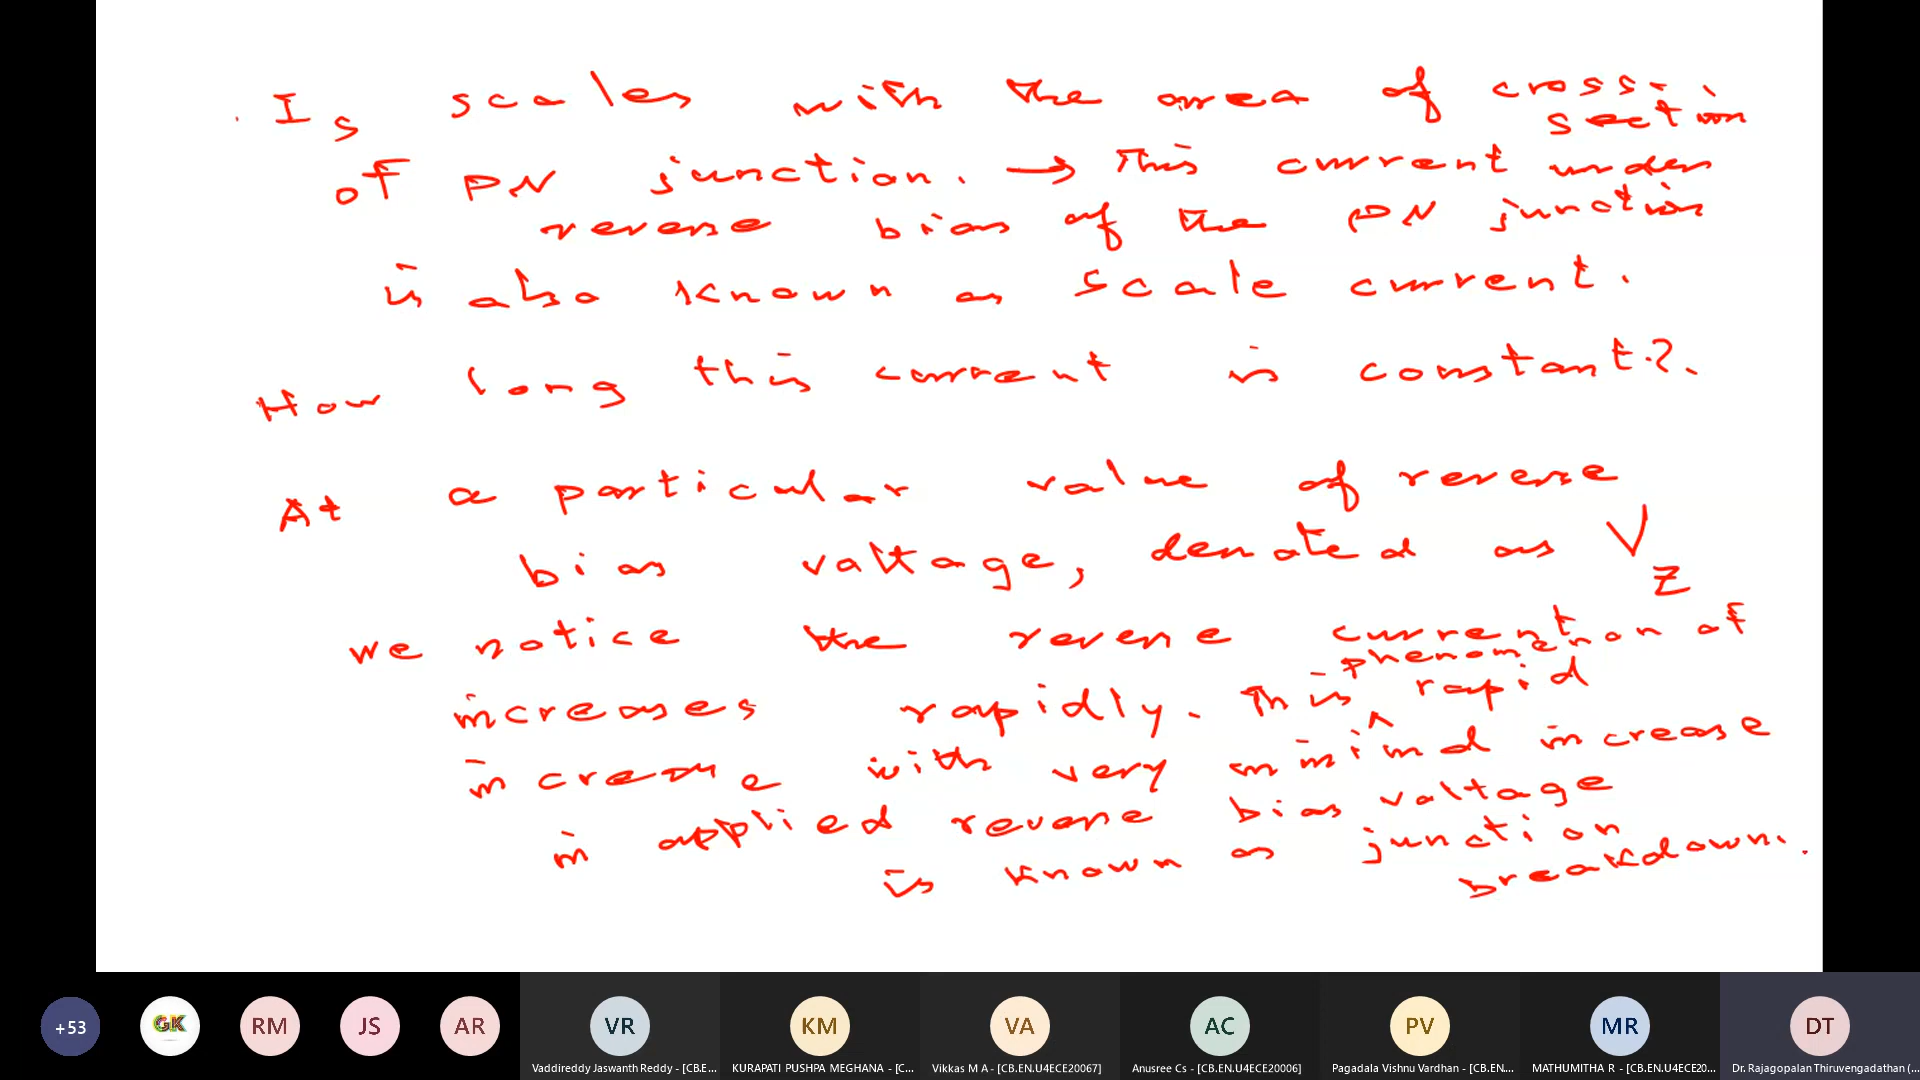 I_s scales with the area of cross-section
of PN junction. → This current under
reverse bias of the PN junction
is also known as scale current.
How long this current is constant?.
At a particular value of reverse
bias voltage, denoted as V_Z
we notice the reverse current
increases rapidly. This ^ phenomenon of rapid
increase with very minimal increase
in applied reverse bias voltage
is known as junction
breakdown.
+53
GK
RM
JS
AR
VR
KM
VA
AC
PV
MR
DT
Vaddireddy Jaswanth Reddy - [CB.E...
KURAPATI PUSHPA MEGHANA - [C...
Vikkas M A - [CB.EN.U4ECE20067]
Anusree Cs - [CB.EN.U4ECE20006]
Pagadala Vishnu Vardhan - [CB.EN....
MATHUMITHA R - [CB.EN.U4ECE20...
Dr. Rajagopalan Thiruvengadathan (...